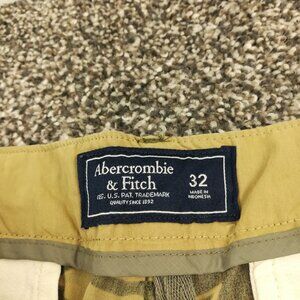 Abercrombie
& Fitch
REG. U.S. PAT. TRADEMARK
QUALITY SINCE 1892
32
MADE IN
INDONESIA